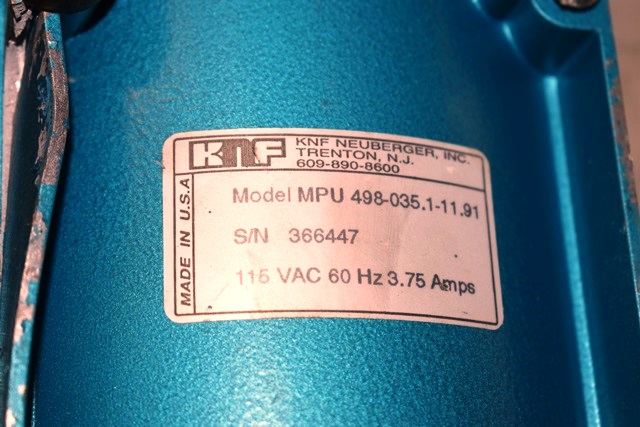 KNF
KNF NEUBERGER, INC.
TRENTON, N.J.
609-890-8600
MADE IN U.S.A
Model MPU 498-035.1-11.91
S/N 366447
115 VAC 60 Hz 3.75 Amps